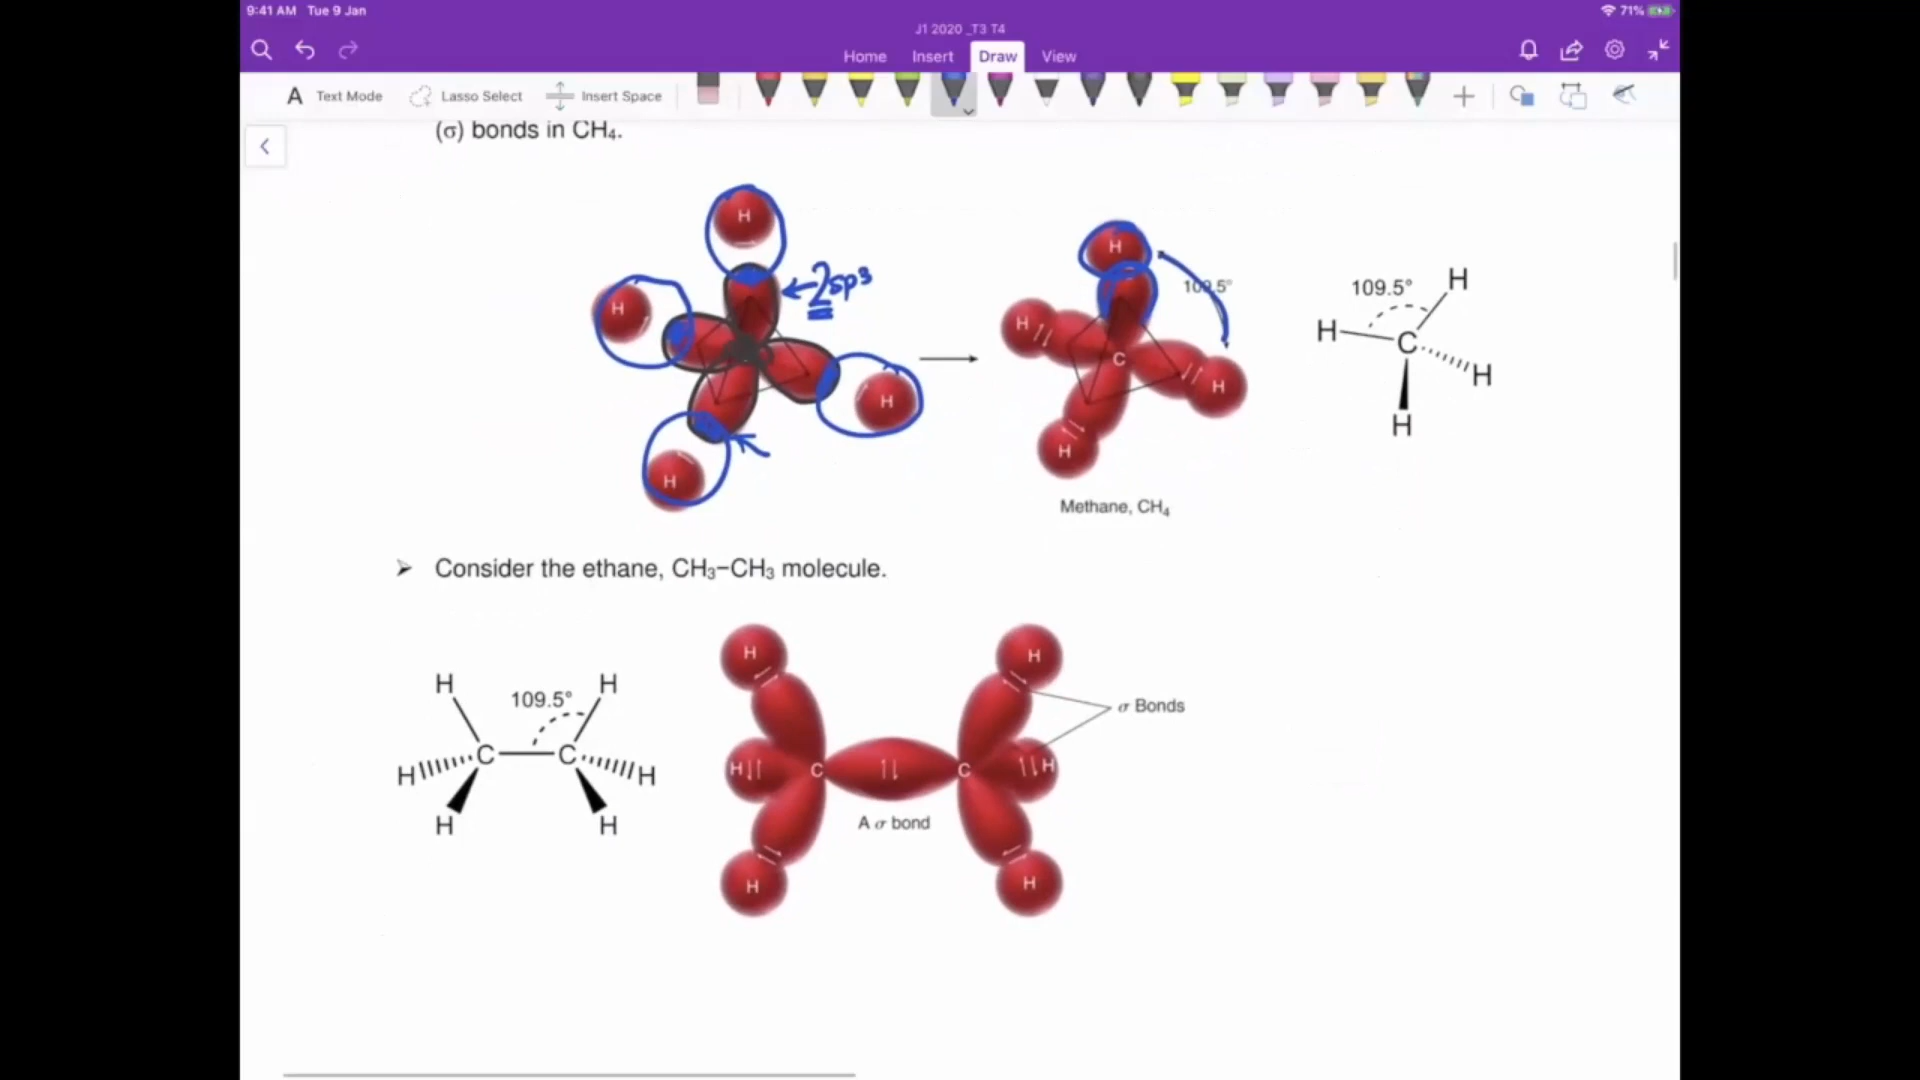 9:41 AM Tue 9 Jan
71%
J1 2020 _T3 T4
Home Insert Draw View
A Text Mode Lasso Select Insert Space
(σ) bonds in CH₄.
H
H
H
H
2sp³
H
H
H
H
C
109.5°
Methane, CH₄
109.5°
H
H
C
H
H
➢ Consider the ethane, CH₃−CH₃ molecule.
H
H
109.5°
C
C
H
H
H
H
H
H
H
C
C
H
H
H
σ Bonds
A σ bond